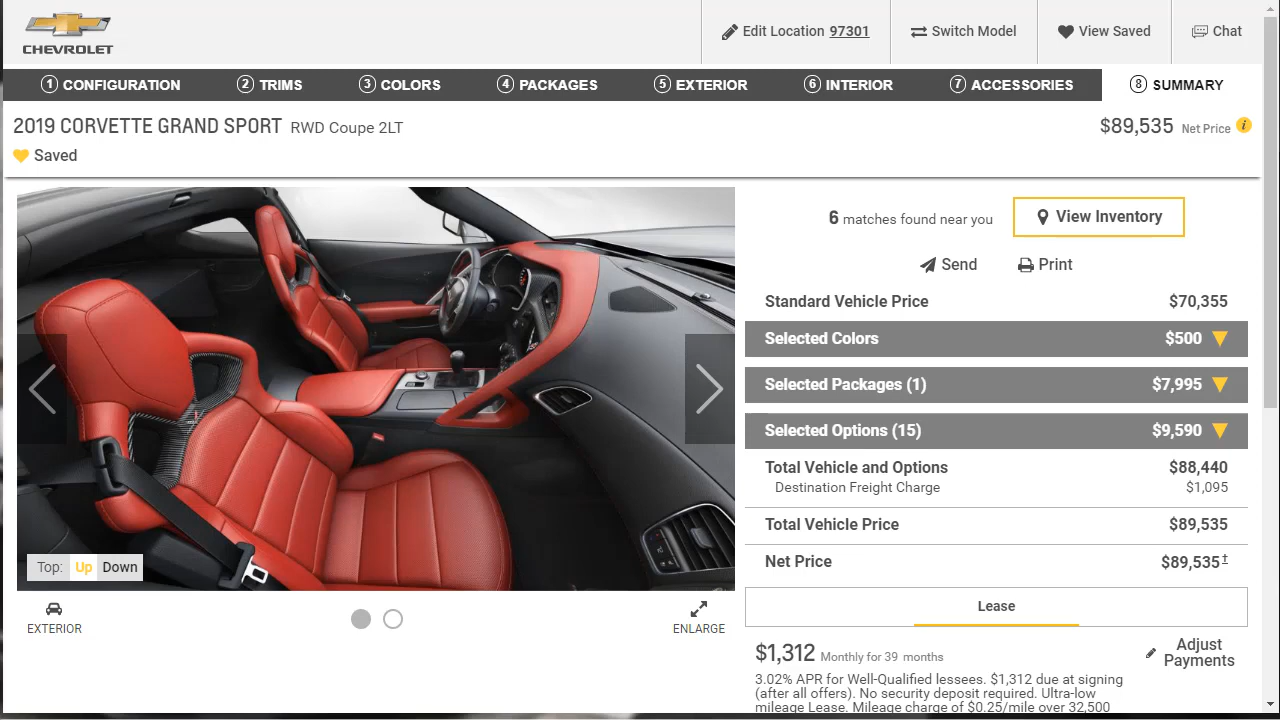 CHEVROLET
Edit Location 97301
Switch Model
View Saved
Chat
1 CONFIGURATION
2 TRIMS
3 COLORS
4 PACKAGES
5 EXTERIOR
6 INTERIOR
7 ACCESSORIES
8 SUMMARY
2019 CORVETTE GRAND SPORT RWD Coupe 2LT
$89,535 Net Price i
Saved
6 matches found near you
View Inventory
Send
Print
Standard Vehicle Price $70,355
Selected Colors $500
Selected Packages (1) $7,995
Selected Options (15) $9,590
Total Vehicle and Options $88,440
Destination Freight Charge $1,095
Total Vehicle Price $89,535
Net Price $89,535†
Top: Up Down
EXTERIOR
ENLARGE
Lease
$1,312 Monthly for 39 months
Adjust
Payments
3.02% APR for Well-Qualified lessees. $1,312 due at signing
(after all offers). No security deposit required. Ultra-low
mileage Lease. Mileage charge of $0.25/mile over 32,500